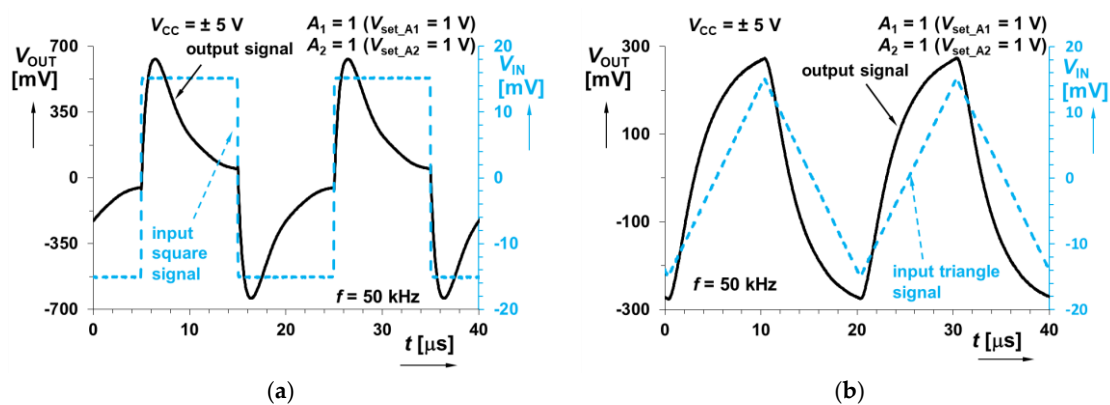 V_CC = ± 5 V
A_1 = 1 (V_set_A1 = 1 V)
A_2 = 1 (V_set_A2 = 1 V)
V_OUT
[mV]
output signal
V_IN
[mV]
700
350
0
-350
-700
20
10
0
-10
-20
input
square
signal
f = 50 kHz
0
10
20
30
40
t [μs]
(a)
V_CC = ± 5 V
A_1 = 1 (V_set_A1 = 1 V)
A_2 = 1 (V_set_A2 = 1 V)
V_OUT
[mV]
output signal
V_IN
[mV]
300
100
-100
-300
20
10
0
-10
-20
input triangle
signal
f = 50 kHz
0
10
20
30
40
t [μs]
(b)